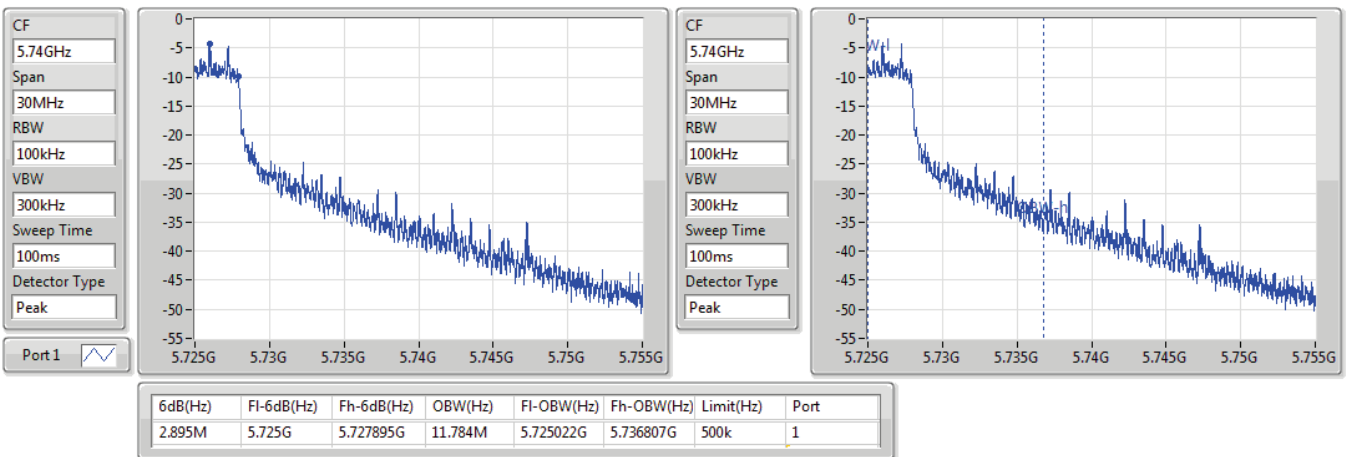 CF
5.74GHz
Span
30MHz
RBW
100kHz
VBW
300kHz
Sweep Time
100ms
Detector Type
Peak
Port 1
0
-5
-10
-15
-20
-25
-30
-35
-40
-45
-50
-55
5.725G 5.73G 5.735G 5.74G 5.745G 5.75G 5.755G
CF
5.74GHz
Span
30MHz
RBW
100kHz
VBW
300kHz
Sweep Time
100ms
Detector Type
Peak
0
-5
-10
-15
-20
-25
-30
-35
-40
-45
-50
-55
5.725G 5.73G 5.735G 5.74G 5.745G 5.75G 5.755G
6dB(Hz) Fl-6dB(Hz) Fh-6dB(Hz) OBW(Hz) Fl-OBW(Hz) Fh-OBW(Hz) Limit(Hz) Port
2.895M 5.725G 5.727895G 11.784M 5.725022G 5.736807G 500k 1